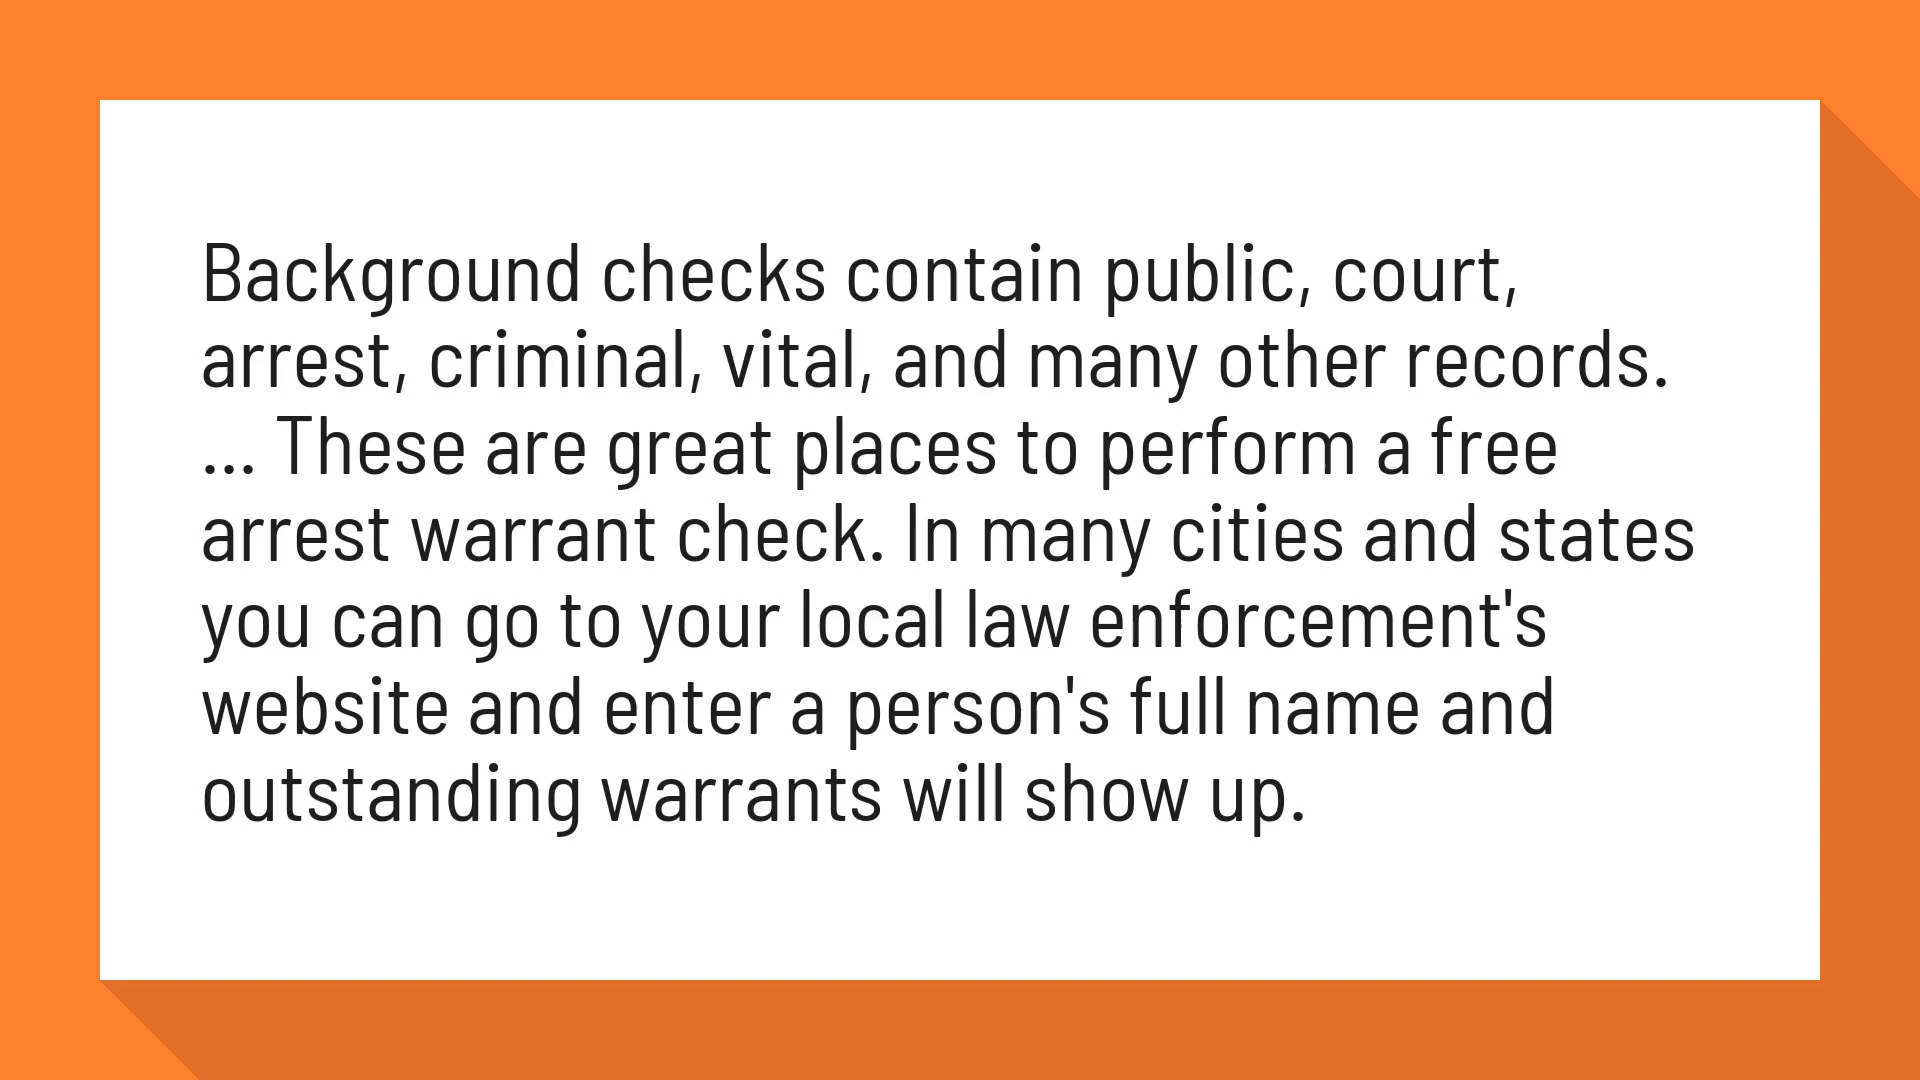 Background checks contain public, court,
arrest, criminal, vital, and many other records.
... These are great places to perform a free
arrest warrant check. In many cities and states
you can go to your local law enforcement's
website and enter a person's full name and
outstanding warrants will show up.